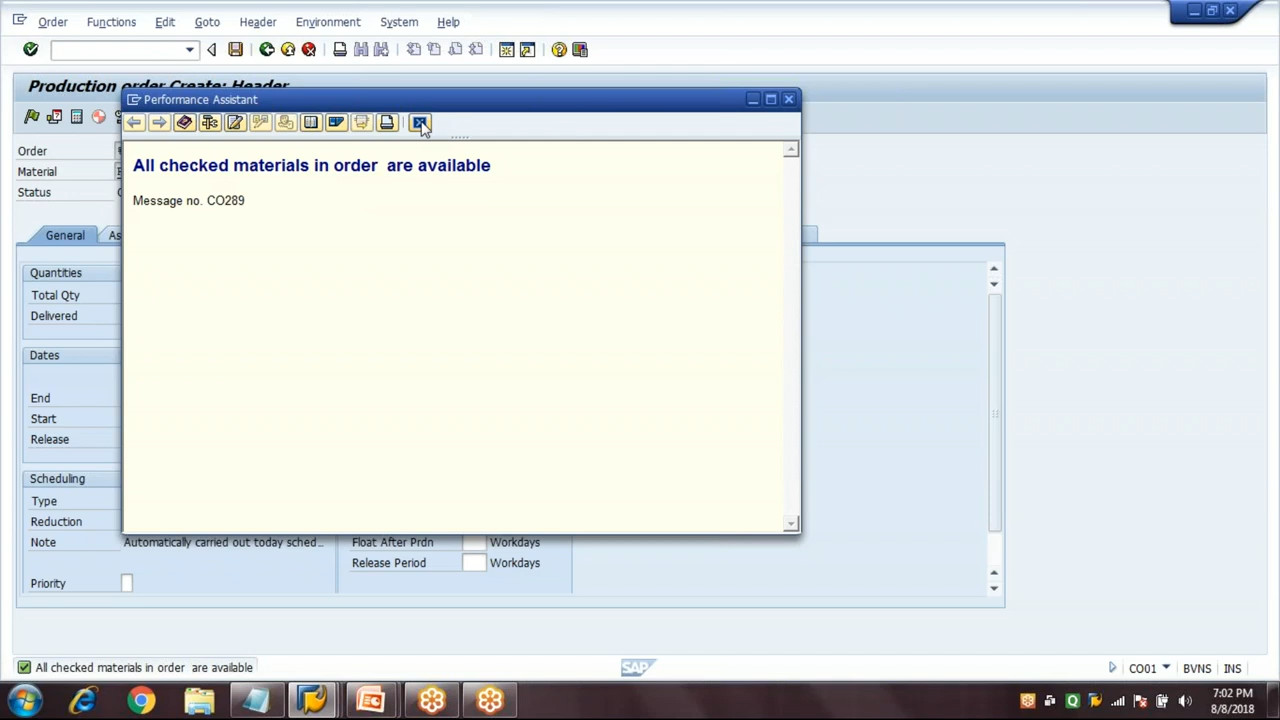 Order Functions Edit Goto Header Environment System Help
Production order Create: Header
Performance Assistant
All checked materials in order are available
Message no. CO289
Order
Material
Status
General As
Quantities
Total Qty
Delivered
Dates
End
Start
Release
Scheduling
Type
Reduction
Note Automatically carried out today sched...
Float After Prdn Workdays
Release Period Workdays
Priority
All checked materials in order are available
SAP
CO01 BVNS INS
7:02 PM
8/8/2018